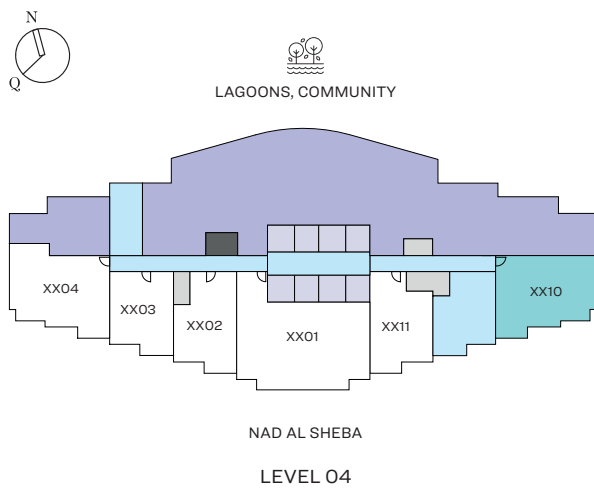 N
Q
LAGOONS, COMMUNITY
XX04
XX03
XX02
XX01
XX11
XX10
NAD AL SHEBA
LEVEL 04